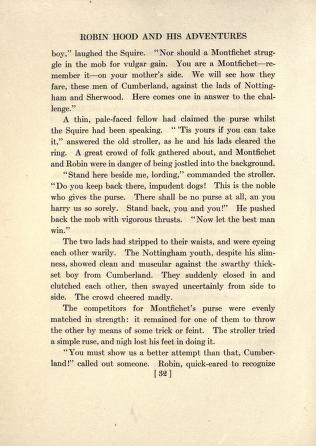 ROBIN HOOD AND HIS ADVENTURES
boy," laughed the Squire. "Nor should a Montfichet strug-
gle in the mob for vulgar gain. You are a Montfichet—re-
member it—on your mother's side. We will see how they
fare, these men of Cumberland, against the lads of Notting-
ham and Sherwood. Here comes one in answer to the chal-
lenge."
A thin, pale-faced fellow had claimed the purse whilst
the Squire had been speaking. "'Tis yours if you can take
it," answered the old stroller, as he and his lads cleared the
ring. A great crowd of folk gathered about, and Montfichet
and Robin were in danger of being jostled into the background.
"Stand here beside me, lording," commanded the stroller.
"Do you keep back there, impudent dogs! This is the noble
who gives the purse. There shall be no purse at all, an you
harry us so sorely. Stand back, you and you!" He pushed
back the mob with vigorous thrusts. "Now let the best man
win."
The two lads had stripped to their waists, and were eyeing
each other warily. The Nottingham youth, despite his slim-
ness, showed clean and muscular against the swarthy thick-
set boy from Cumberland. They suddenly closed in and
clutched each other, then swayed uncertainly from side to
side. The crowd cheered madly.
The competitors for Montfichet's purse were evenly
matched in strength: it remained for one of them to throw
the other by means of some trick or feint. The stroller tried
a simple ruse, and nigh lost his feet in doing it.
"You must show us a better attempt than that, Cumber-
land!" called out someone. Robin, quick-eared to recognize
[ 32 ]